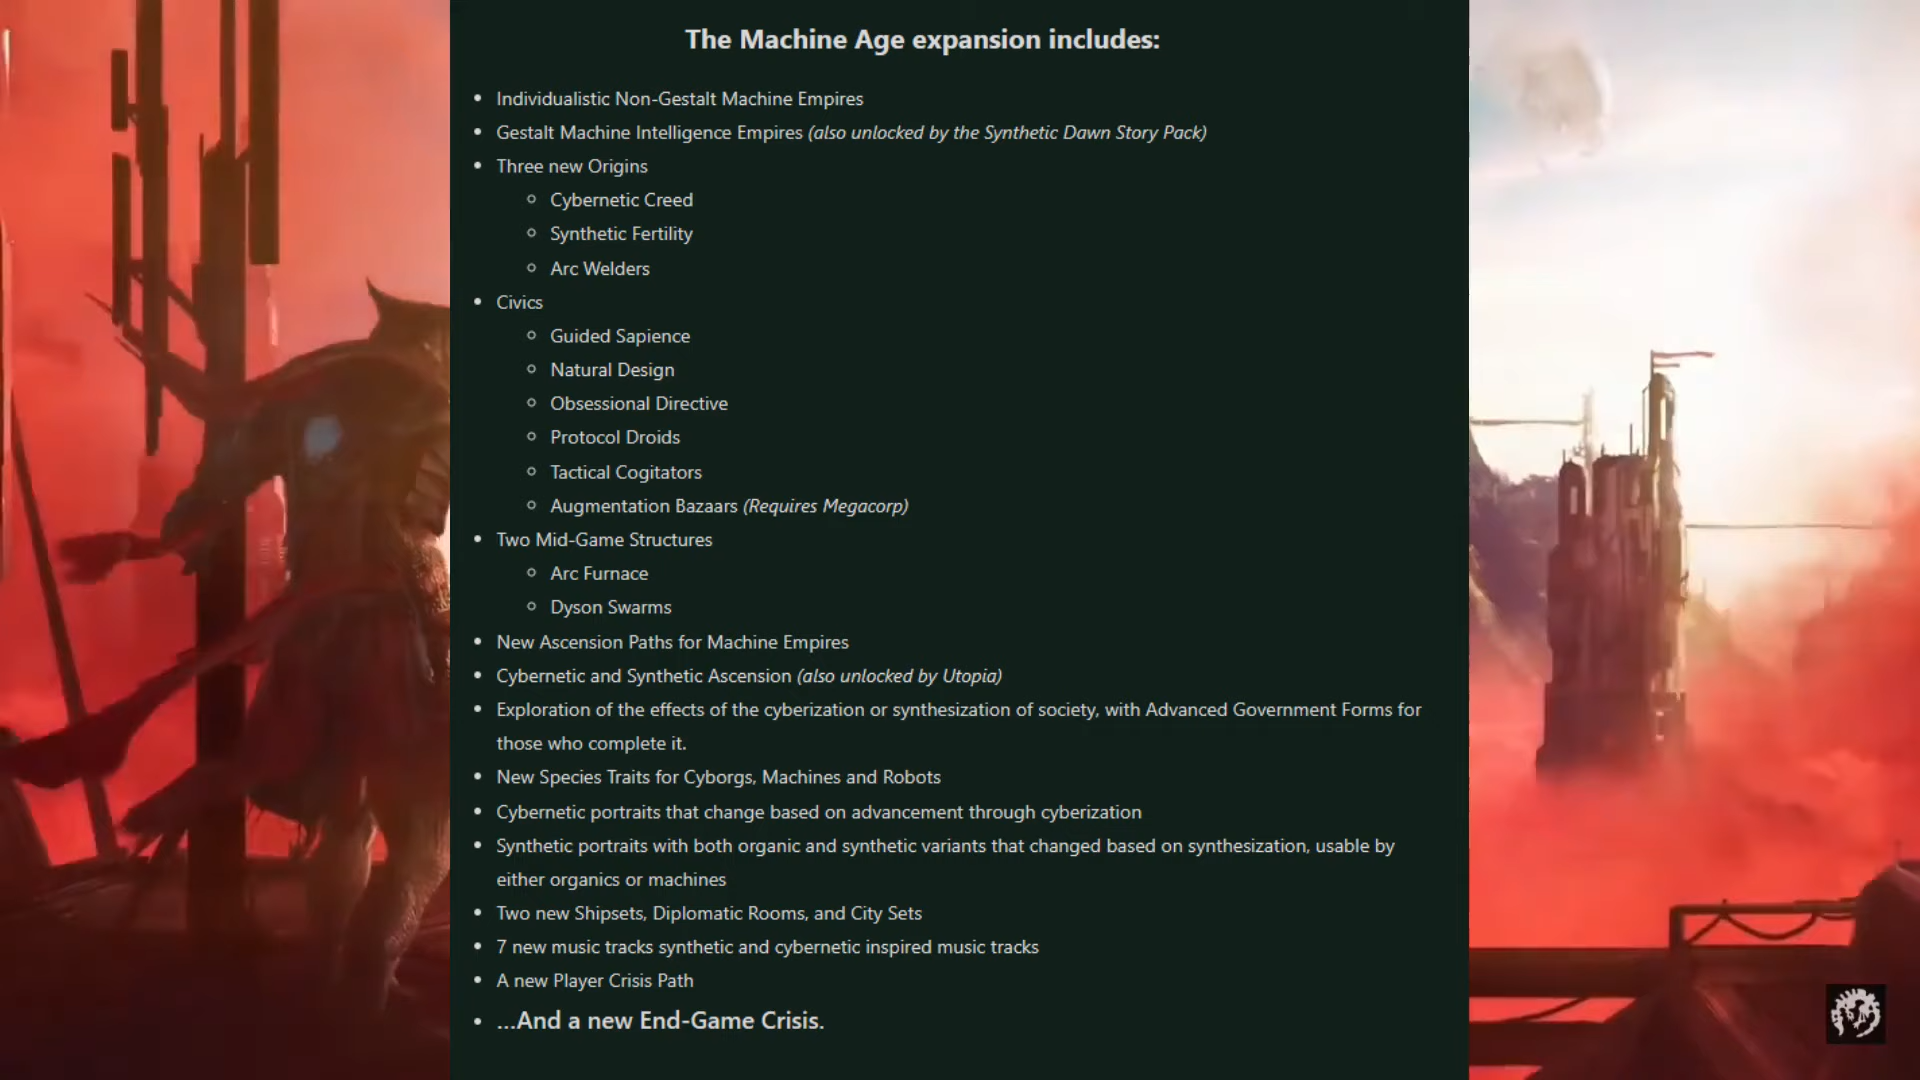 The Machine Age expansion includes:
Individualistic Non-Gestalt Machine Empires
Gestalt Machine Intelligence Empires (also unlocked by the Synthetic Dawn Story Pack)
Three new Origins
Cybernetic Creed
Synthetic Fertility
Arc Welders
Civics
Guided Sapience
Natural Design
Obsessional Directive
Protocol Droids
Tactical Cogitators
Augmentation Bazaars (Requires Megacorp)
Two Mid-Game Structures
Arc Furnace
Dyson Swarms
New Ascension Paths for Machine Empires
Cybernetic and Synthetic Ascension (also unlocked by Utopia)
Exploration of the effects of the cyberization or synthesization of society, with Advanced Government Forms for
those who complete it.
New Species Traits for Cyborgs, Machines and Robots
Cybernetic portraits that change based on advancement through cyberization
Synthetic portraits with both organic and synthetic variants that changed based on synthesization, usable by
either organics or machines
Two new Shipsets, Diplomatic Rooms, and City Sets
7 new music tracks synthetic and cybernetic inspired music tracks
A new Player Crisis Path
...And a new End-Game Crisis.